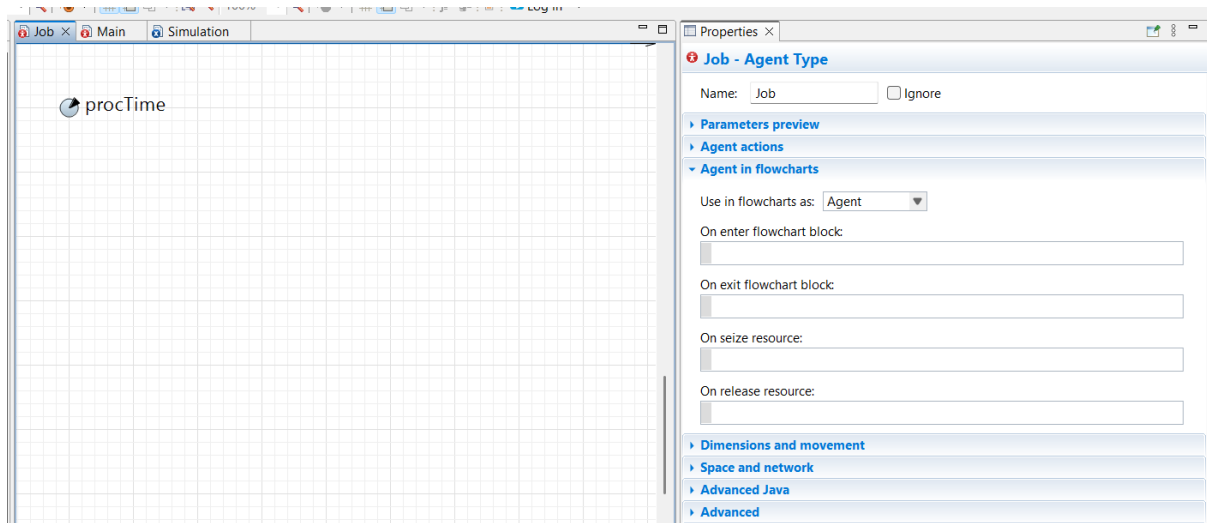 Log in
Job
Main
Simulation
Properties
procTime
Job - Agent Type
Name:
Job
Ignore
Parameters preview
Agent actions
Agent in flowcharts
Use in flowcharts as:
Agent
On enter flowchart block:
On exit flowchart block:
On seize resource:
On release resource:
Dimensions and movement
Space and network
Advanced Java
Advanced